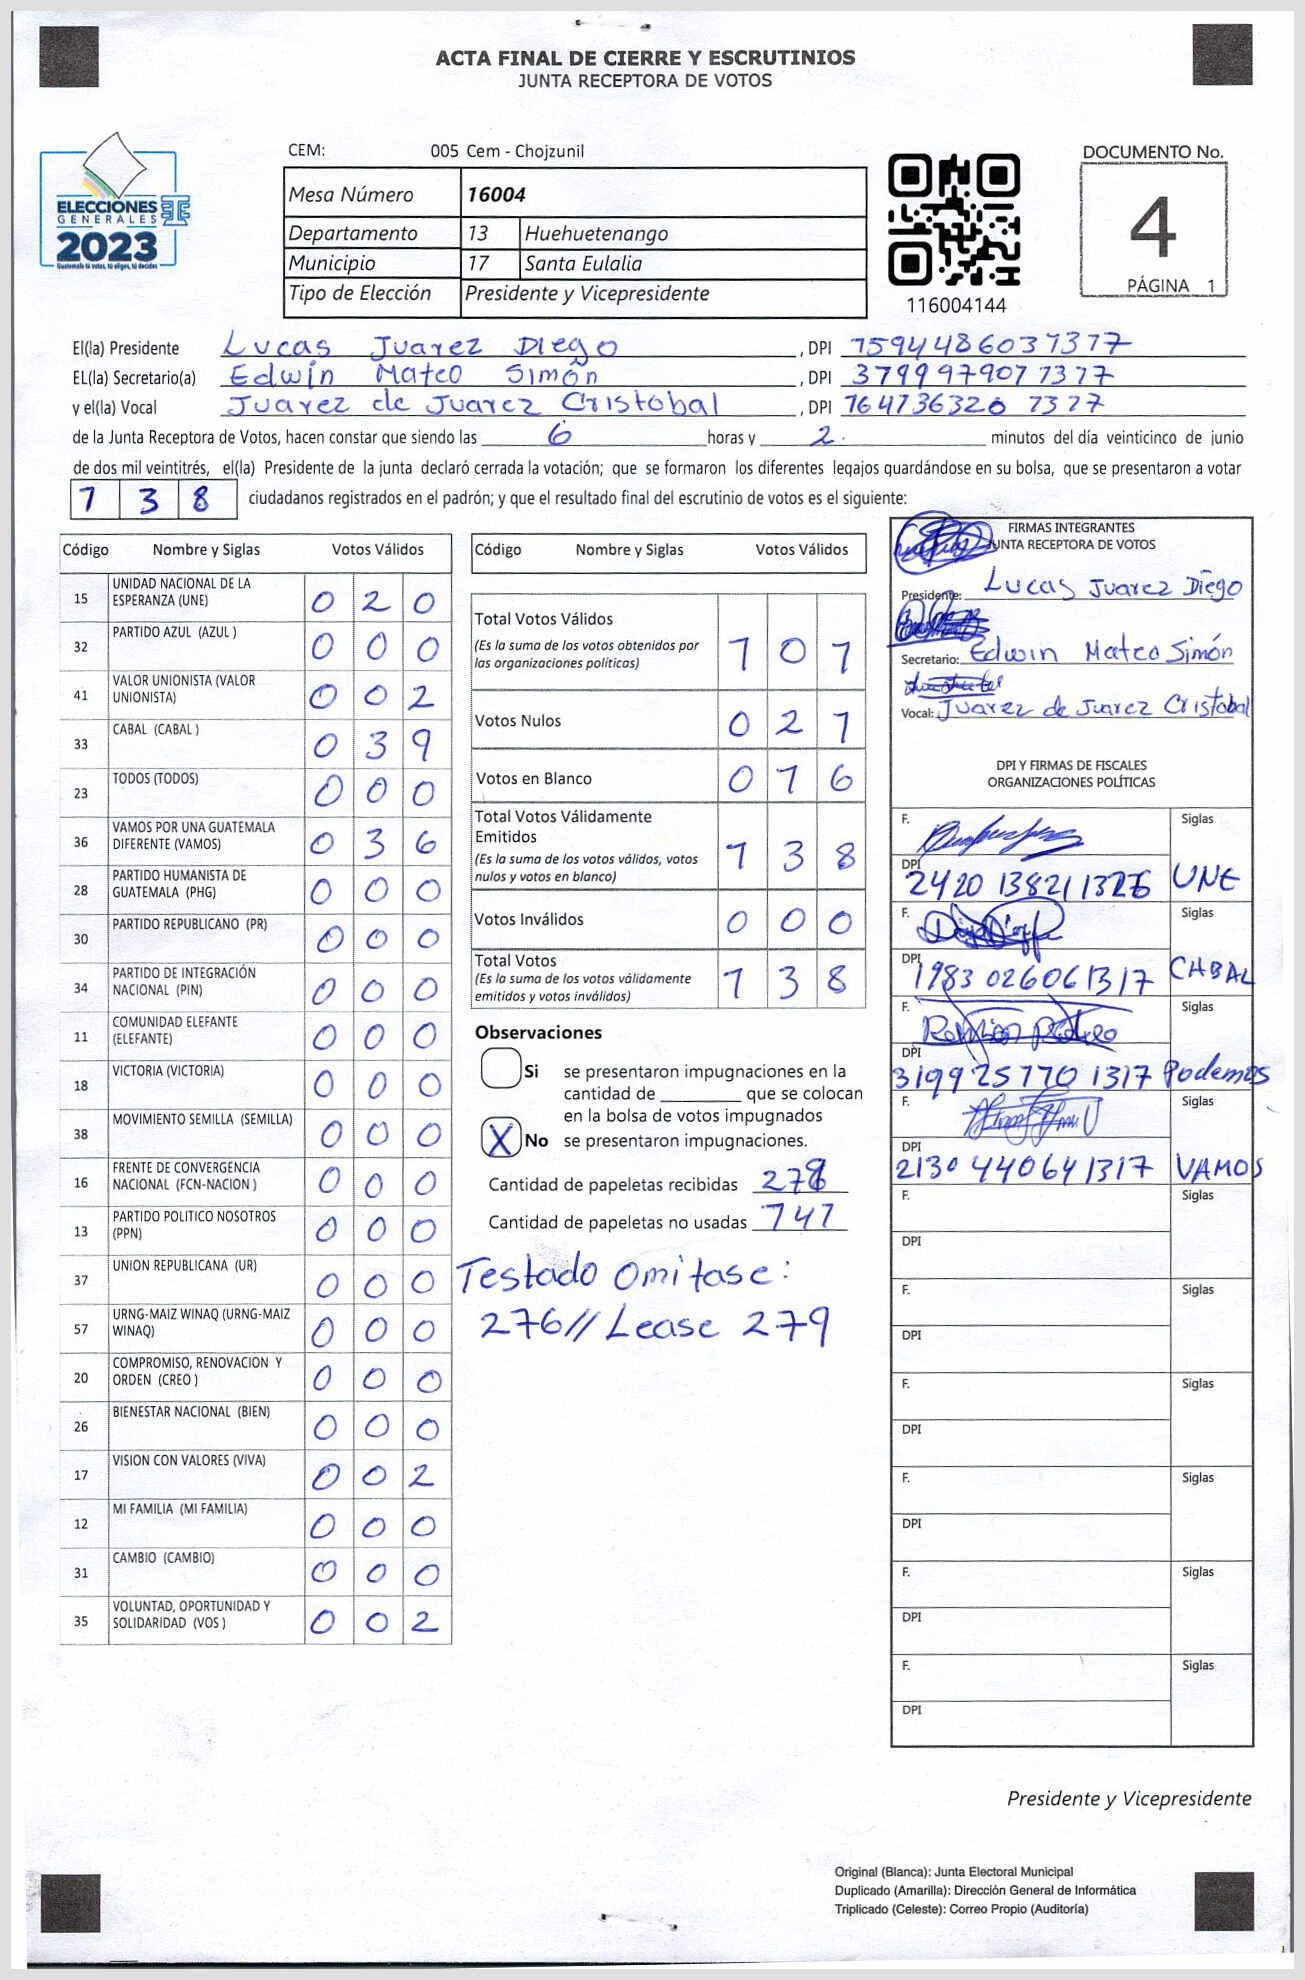 ACTA FINAL DE CIERRE Y ESCRUTINIOS
JUNTA RECEPTORA DE VOTOS
ELECCIONES
GENERALES
2023
Guatemala tú votas, tú eliges, tú decides
CEM: 005 Cem - Chojzunil
Mesa Número 16004
Departamento 13 Huehuetenango
Municipio 17 Santa Eulalia
Tipo de Elección Presidente y Vicepresidente
116004144
DOCUMENTO No.
4
PÁGINA 1
El(la) Presidente Lucas Juarez Diego , DPI 1594486031317
EL(la) Secretario(a) Edwin Mateo Simón , DPI 3799979071317
y el(la) Vocal Juarez de Juarez Cristobal , DPI 1641363201327
de la Junta Receptora de Votos, hacen constar que siendo las 6 horas y 2. minutos del día veinticinco de junio
de dos mil veintitrés, el(la) Presidente de la junta declaró cerrada la votación; que se formaron los diferentes legajos guardándose en su bolsa, que se presentaron a votar
1 3 8 ciudadanos registrados en el padrón; y que el resultado final del escrutinio de votos es el siguiente:
Código Nombre y Siglas Votos Válidos
15 UNIDAD NACIONAL DE LA ESPERANZA (UNE) 0 2 0
32 PARTIDO AZUL (AZUL ) 0 0 0
41 VALOR UNIONISTA (VALOR UNIONISTA) 0 0 2
33 CABAL (CABAL ) 0 3 9
23 TODOS (TODOS) 0 0 0
36 VAMOS POR UNA GUATEMALA DIFERENTE (VAMOS) 0 3 6
28 PARTIDO HUMANISTA DE GUATEMALA (PHG) 0 0 0
30 PARTIDO REPUBLICANO (PR) 0 0 0
34 PARTIDO DE INTEGRACIÓN NACIONAL (PIN) 0 0 0
11 COMUNIDAD ELEFANTE (ELEFANTE) 0 0 0
18 VICTORIA (VICTORIA) 0 0 0
38 MOVIMIENTO SEMILLA (SEMILLA) 0 0 0
16 FRENTE DE CONVERGENCIA NACIONAL (FCN-NACION ) 0 0 0
13 PARTIDO POLITICO NOSOTROS (PPN) 0 0 0
37 UNION REPUBLICANA (UR) 0 0 0
57 URNG-MAIZ WINAQ (URNG-MAIZ WINAQ) 0 0 0
20 COMPROMISO, RENOVACION Y ORDEN (CREO ) 0 0 0
26 BIENESTAR NACIONAL (BIEN) 0 0 0
17 VISION CON VALORES (VIVA) 0 0 2
12 MI FAMILIA (MI FAMILIA) 0 0 0
31 CAMBIO (CAMBIO) 0 0 0
35 VOLUNTAD, OPORTUNIDAD Y SOLIDARIDAD (VOS ) 0 0 2
Código Nombre y Siglas Votos Válidos
Total Votos Válidos
(Es la suma de los votos obtenidos por
las organizaciones políticas) 1 0 1
Votos Nulos 0 2 1
Votos en Blanco 0 1 6
Total Votos Válidamente
Emitidos
(Es la suma de los votos válidos, votos
nulos y votos en blanco) 1 3 8
Votos Inválidos 0 0 0
Total Votos
(Es la suma de los votos válidamente
emitidos y votos inválidos) 1 3 8
Observaciones
Si se presentaron impugnaciones en la
cantidad de ________ que se colocan
en la bolsa de votos impugnados
X No se presentaron impugnaciones.
Cantidad de papeletas recibidas 278
Cantidad de papeletas no usadas 141
Testado Omitase:
276// Lease 279
FIRMAS INTEGRANTES
JUNTA RECEPTORA DE VOTOS
Presidente: Lucas Juarez Diego
Secretario: Edwin Mateo Simón
Vocal: Juarez de Juarez Cristobal
DPI Y FIRMAS DE FISCALES
ORGANIZACIONES POLÍTICAS
F. Siglas
DPI 2420 13821 1326 UNE
F. Siglas
DPI 1983 02606 1317 CABAL
F. Siglas
DPI 3199 25770 1317 Podemos
F. Siglas
DPI 2130 44064 1317 VAMOS
F. Siglas
DPI
F. Siglas
DPI
F. Siglas
DPI
F. Siglas
DPI
F. Siglas
DPI
F. Siglas
DPI
Presidente y Vicepresidente
Original (Blanca): Junta Electoral Municipal
Duplicado (Amarilla): Dirección General de Informática
Triplicado (Celeste): Correo Propio (Auditoría)